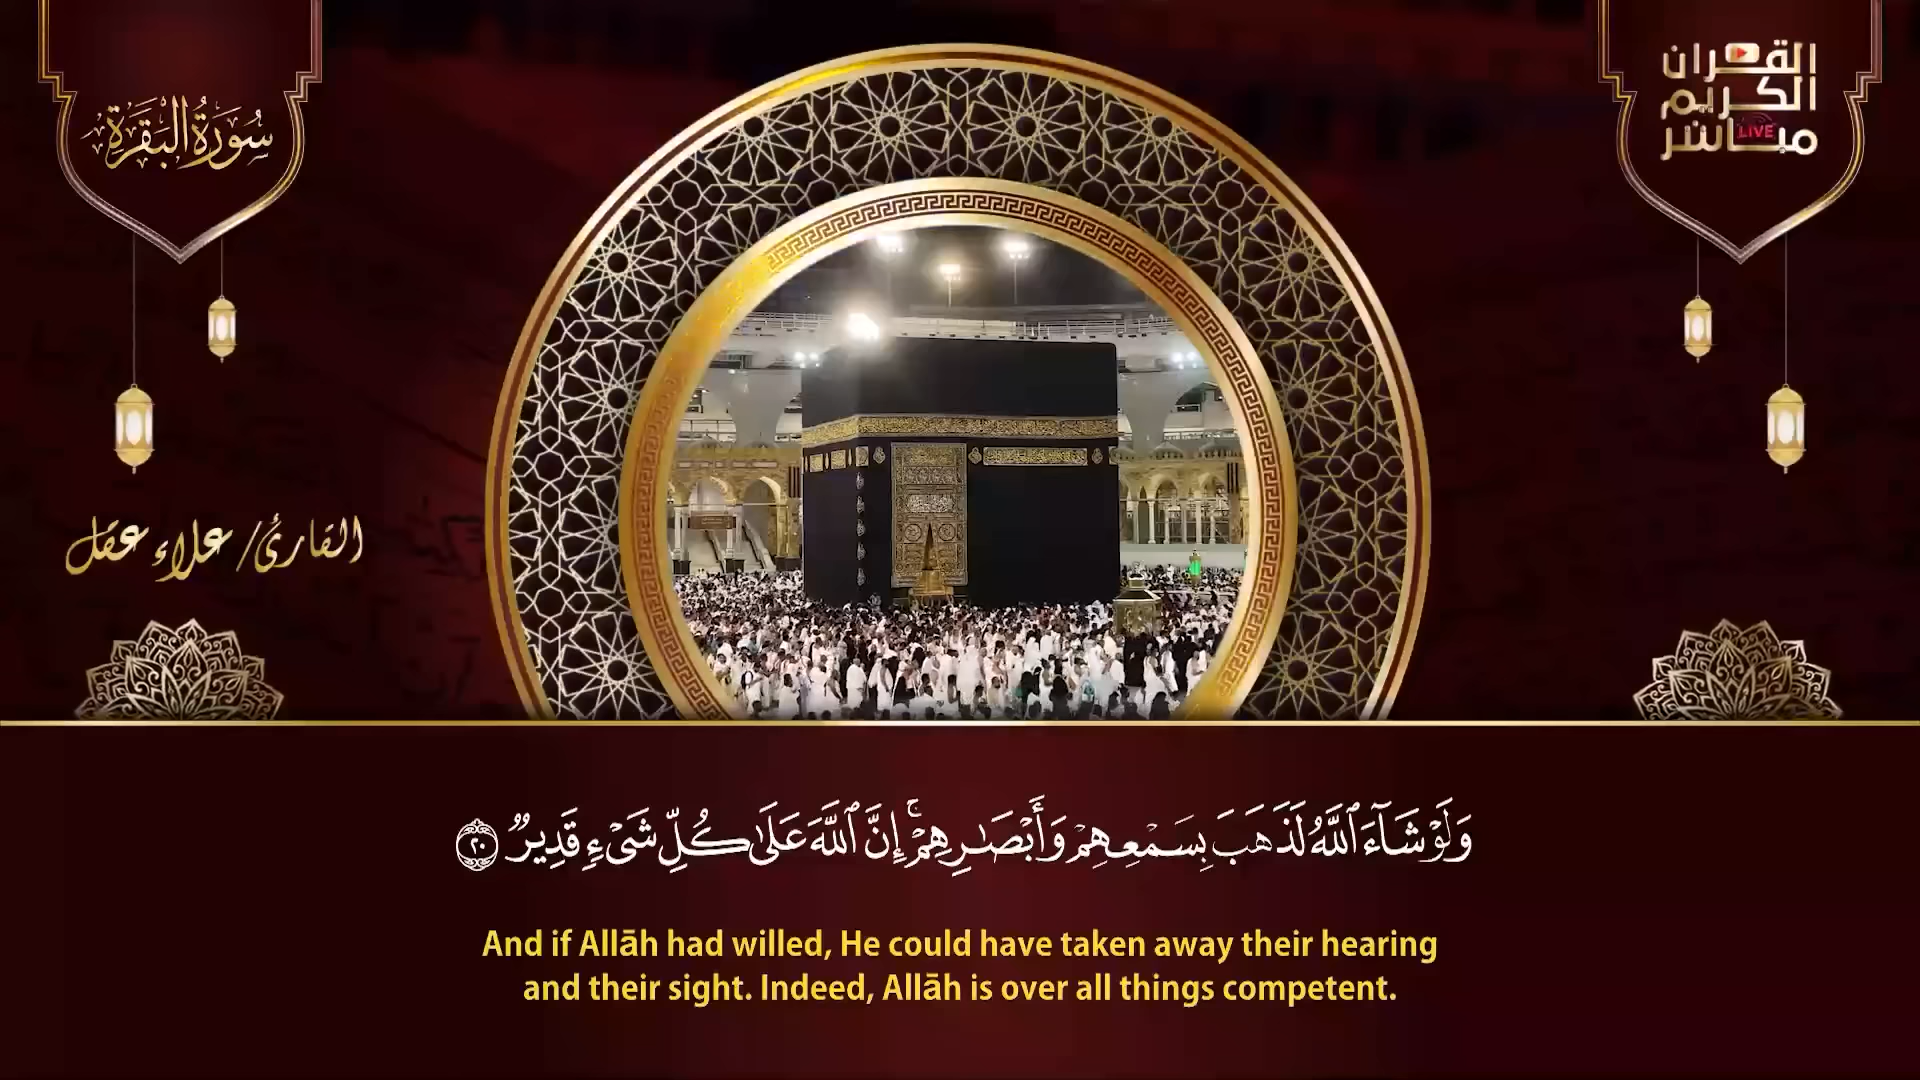 سُورَةُ البَقَرَةِ
القرآن
الكريم
مباشر
LIVE
القارئ/ علاء عقل
وَلَوْ شَآءَ ٱللَّهُ لَذَهَبَ بِسَمْعِهِمْ وَأَبْصَٰرِهِمْ ۚ إِنَّ ٱللَّهَ عَلَىٰ كُلِّ شَىْءٍ قَدِيرٌ ٢٠
And if Allāh had willed, He could have taken away their hearing
and their sight. Indeed, Allāh is over all things competent.